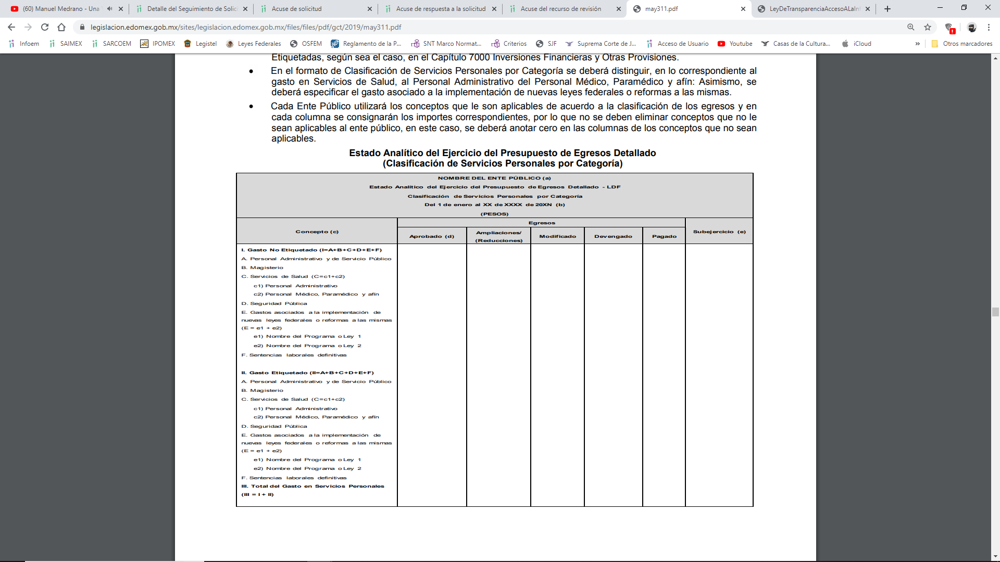 (60) Manuel Medrano - Una
Detalle del Seguimiento de Solic
Acuse de solicitud
Acuse de respuesta a la solicitud
Acuse del recurso de revisión
may311.pdf
LeyDeTransparenciaAccesoALaInf
legislacion.edomex.gob.mx/sites/legislacion.edomex.gob.mx/files/files/pdf/gct/2019/may311.pdf
Infoem
SAIMEX
SARCOEM
IPOMEX
Legistel
Leyes Federales
OSFEM
Reglamento de la P...
SNT Marco Normat...
Criterios
SJF
Suprema Corte de J...
Acceso de Usuario
Youtube
Casas de la Cultura...
iCloud
»
Otros marcadores
Etiquetadas, según sea el caso, en el Capítulo 7000 Inversiones Financieras y Otras Provisiones.
• En el formato de Clasificación de Servicios Personales por Categoría se deberá distinguir, en lo correspondiente al
gasto en Servicios de Salud, al Personal Administrativo del Personal Médico, Paramédico y afín: Asimismo, se
deberá especificar el gasto asociado a la implementación de nuevas leyes federales o reformas a las mismas.
• Cada Ente Público utilizará los conceptos que le son aplicables de acuerdo a la clasificación de los egresos y en
cada columna se consignarán los importes correspondientes, por lo que no se deben eliminar conceptos que no le
sean aplicables al ente público, en este caso, se deberá anotar cero en las columnas de los conceptos que no sean
aplicables.
Estado Analítico del Ejercicio del Presupuesto de Egresos Detallado
(Clasificación de Servicios Personales por Categoría)
NOMBRE DEL ENTE PÚBLICO (a)
Estado Analítico del Ejercicio del Presupuesto de Egresos Detallado - LDF
Clasificación de Servicios Personales por Categoría
Del 1 de enero al XX de XXXX de 20XN (b)
(PESOS)
Concepto (c)
Egresos
Subejercicio (e)
Aprobado (d)
Ampliaciones/
(Reducciones)
Modificado
Devengado
Pagado
I. Gasto No Etiquetado (I=A+B+C+D+E+F)
A. Personal Administrativo y de Servicio Público
B. Magisterio
C. Servicios de Salud (C=c1+c2)
c1) Personal Administrativo
c2) Personal Médico, Paramédico y afín
D. Seguridad Pública
E. Gastos asociados a la implementación de
nuevas leyes federales o reformas a las mismas
(E = e1 + e2)
e1) Nombre del Programa o Ley 1
e2) Nombre del Programa o Ley 2
F. Sentencias laborales definitivas
II. Gasto Etiquetado (II=A+B+C+D+E+F)
A. Personal Administrativo y de Servicio Público
B. Magisterio
C. Servicios de Salud (C=c1+c2)
c1) Personal Administrativo
c2) Personal Médico, Paramédico y afín
D. Seguridad Pública
E. Gastos asociados a la implementación de
nuevas leyes federales o reformas a las mismas
(E = e1 + e2)
e1) Nombre del Programa o Ley 1
e2) Nombre del Programa o Ley 2
F. Sentencias laborales definitivas
III. Total del Gasto en Servicios Personales
(III = I + II)